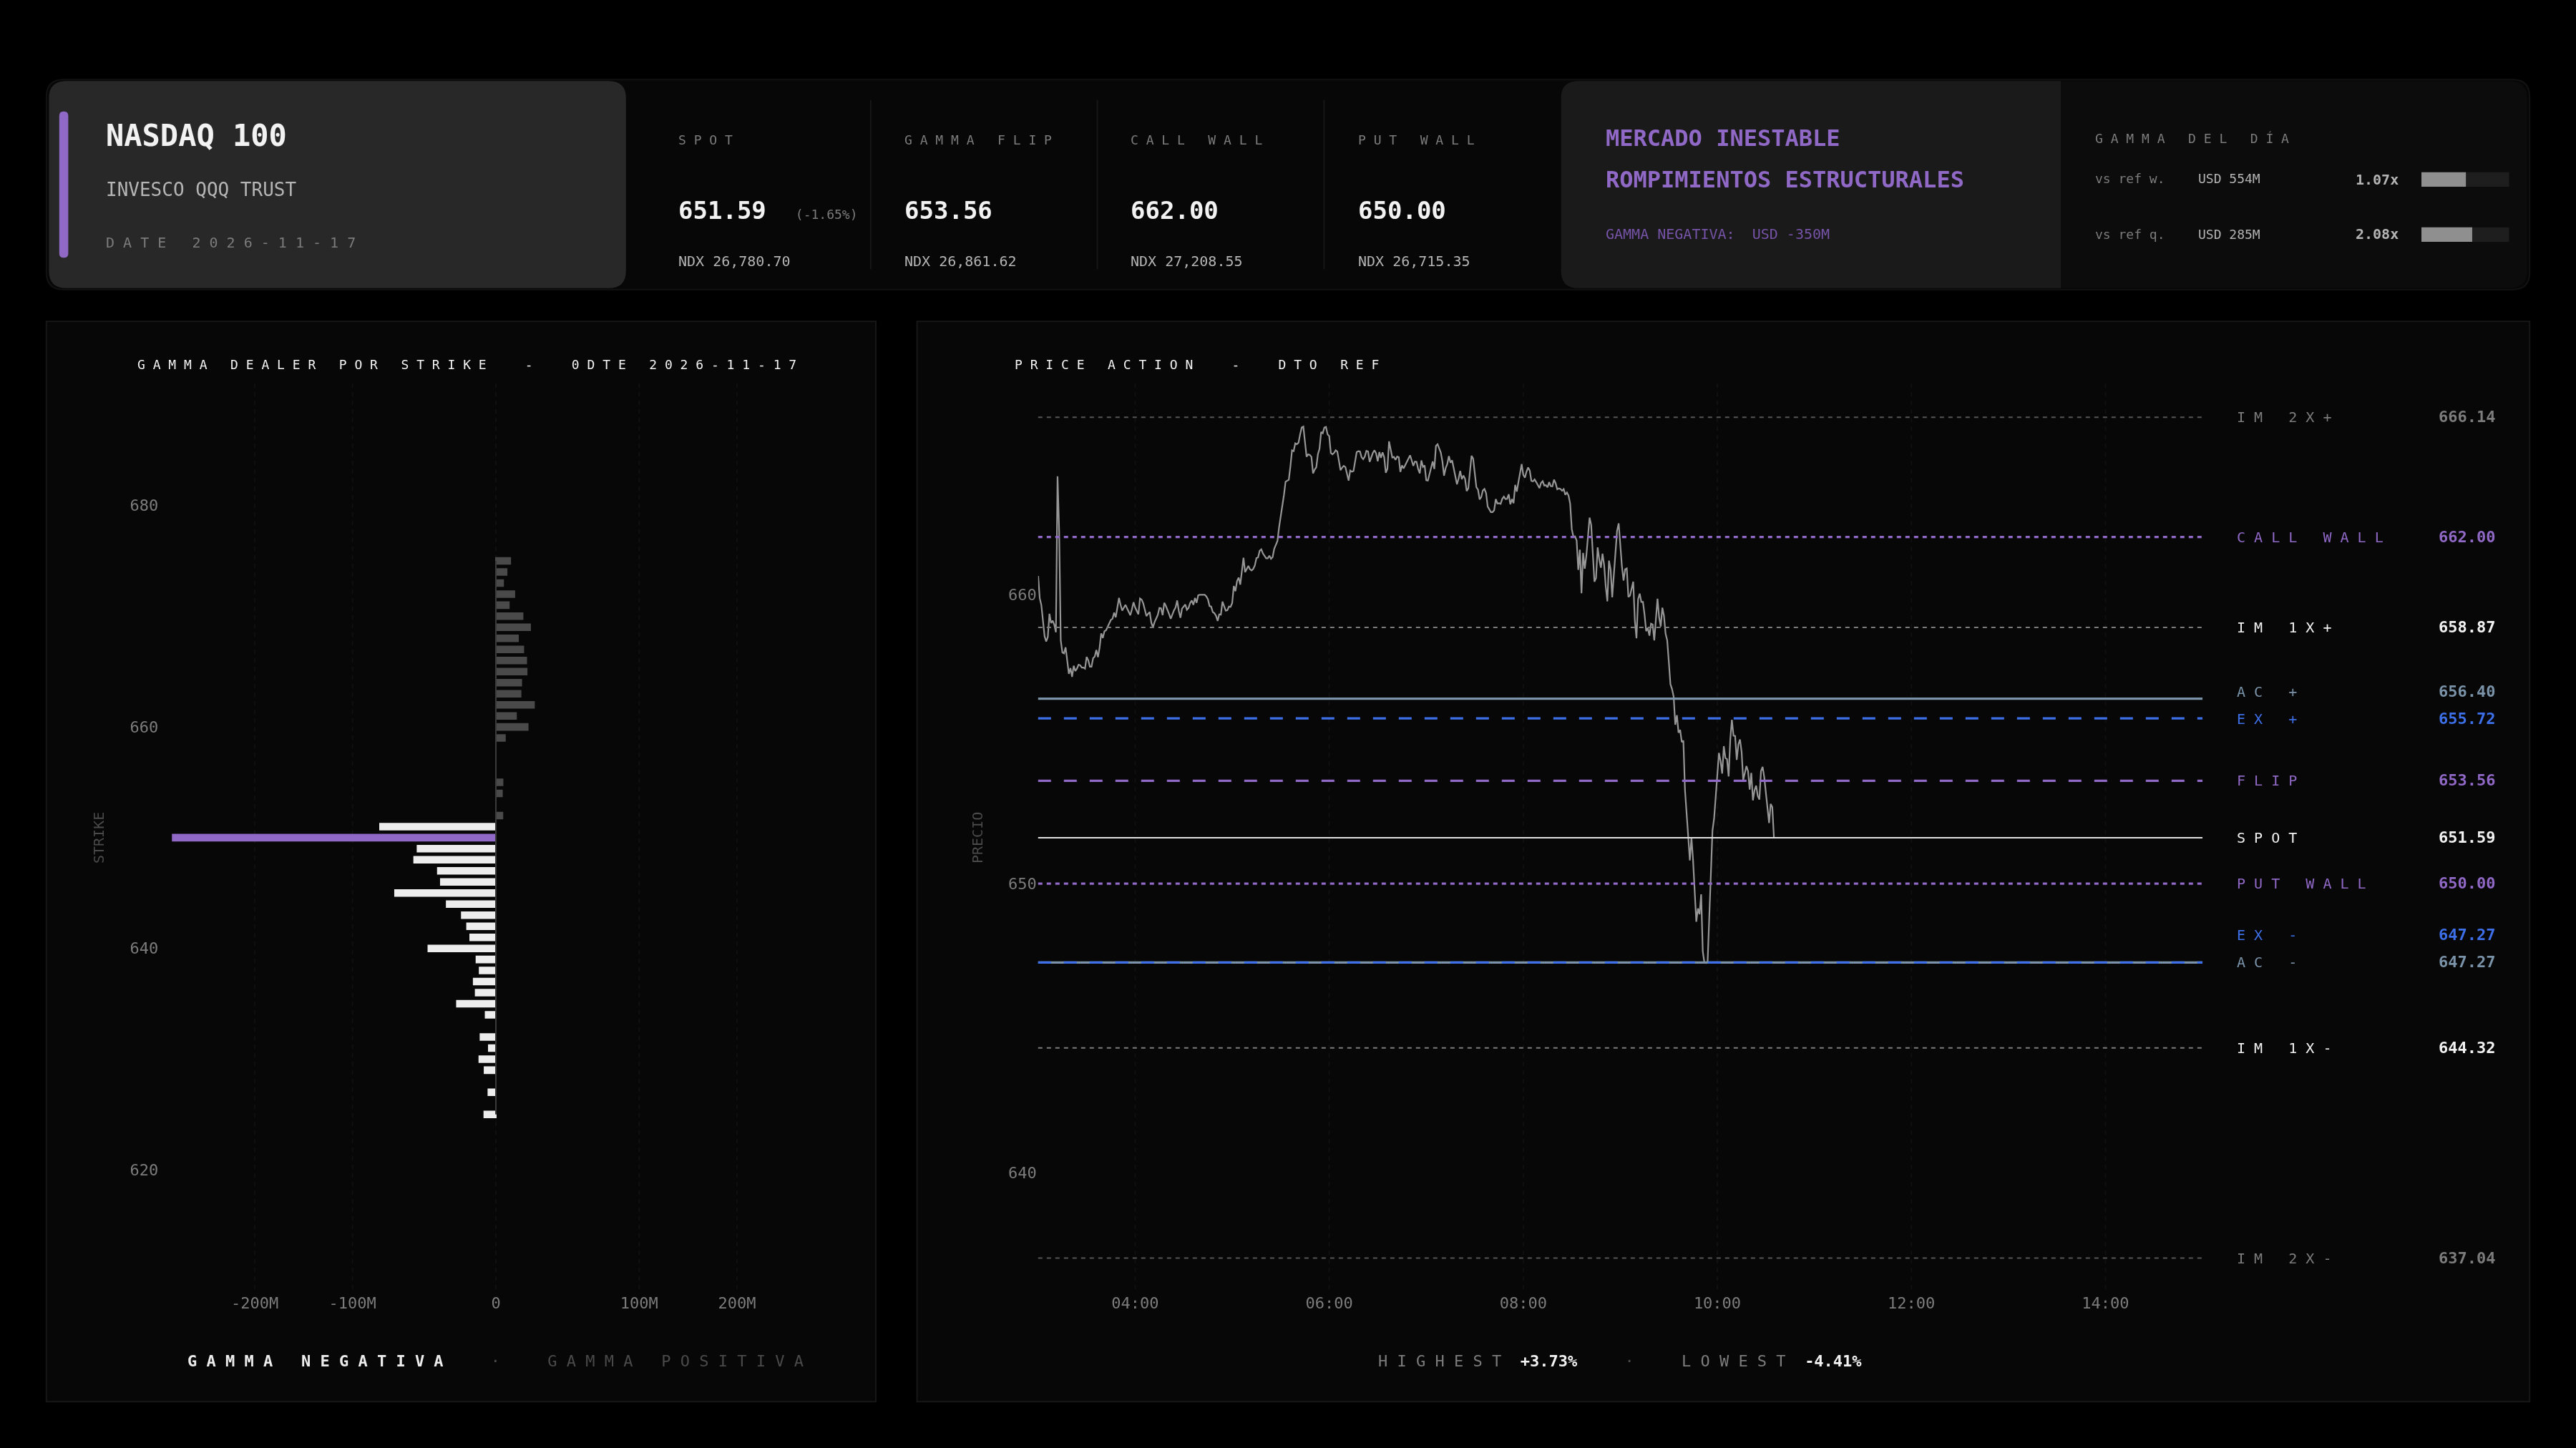 NASDAQ 100
INVESCO QQQ TRUST
DATE 2026-11-17
SPOT
651.59 (-1.65%)
NDX 26,780.70
GAMMA FLIP
653.56
NDX 26,861.62
CALL WALL
662.00
NDX 27,208.55
PUT WALL
650.00
NDX 26,715.35
MERCADO INESTABLE
ROMPIMIENTOS ESTRUCTURALES
GAMMA NEGATIVA: USD -350M
GAMMA DEL DÍA
vs ref w. USD 554M 1.07x
vs ref q. USD 285M 2.08x
GAMMA DEALER POR STRIKE - 0DTE 2026-11-17
STRIKE
680
660
640
620
-200M -100M 0 100M 200M
GAMMA NEGATIVA · GAMMA POSITIVA
PRICE ACTION - DTO REF
PRECIO
660
650
640
IM 2X+ 666.14
CALL WALL 662.00
IM 1X+ 658.87
AC + 656.40
EX + 655.72
FLIP 653.56
SPOT 651.59
PUT WALL 650.00
EX - 647.27
AC - 647.27
IM 1X- 644.32
IM 2X- 637.04
04:00 06:00 08:00 10:00 12:00 14:00
HIGHEST +3.73% · LOWEST -4.41%